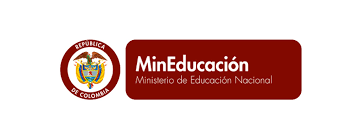 REPÚBLICA
DE COLOMBIA
MinEducación
Ministerio de Educación Nacional